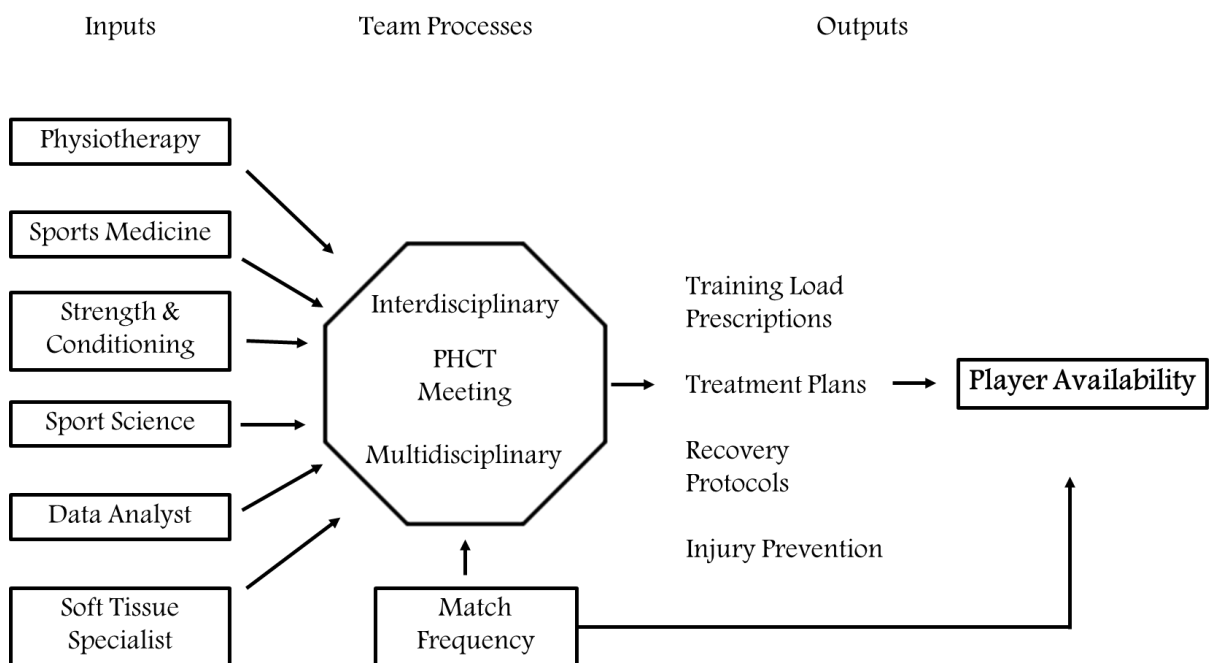 Inputs
Team Processes
Outputs
Physiotherapy
Sports Medicine
Strength &
Conditioning
Sport Science
Data Analyst
Soft Tissue
Specialist
Interdisciplinary
PHCT
Meeting
Multidisciplinary
Match
Frequency
Training Load
Prescriptions
Treatment Plans
Recovery
Protocols
Injury Prevention
Player Availability